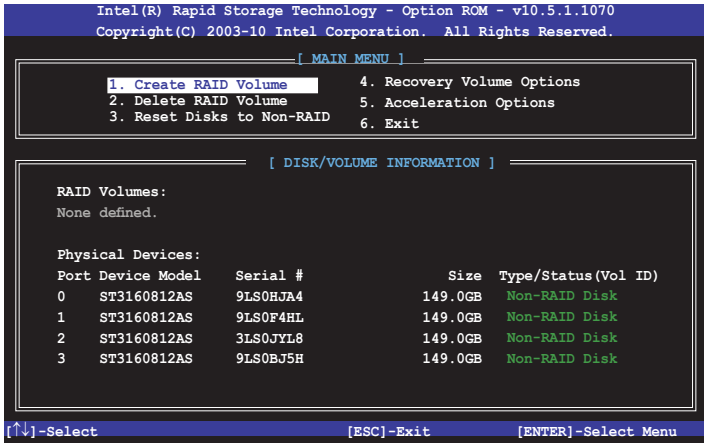 Intel(R) Rapid Storage Technology - Option ROM - v10.5.1.1070
Copyright(C) 2003-10 Intel Corporation. All Rights Reserved.
[ MAIN MENU ]
1. Create RAID Volume
2. Delete RAID Volume
3. Reset Disks to Non-RAID
4. Recovery Volume Options
5. Acceleration Options
6. Exit
[ DISK/VOLUME INFORMATION ]
RAID Volumes:
None defined.
Physical Devices:
Port Device Model Serial # Size Type/Status(Vol ID)
0 ST3160812AS 9LS0HJA4 149.0GB Non-RAID Disk
1 ST3160812AS 9LS0F4HL 149.0GB Non-RAID Disk
2 ST3160812AS 3LS0JYL8 149.0GB Non-RAID Disk
3 ST3160812AS 9LS0BJ5H 149.0GB Non-RAID Disk
[↑↓]-Select [ESC]-Exit [ENTER]-Select Menu